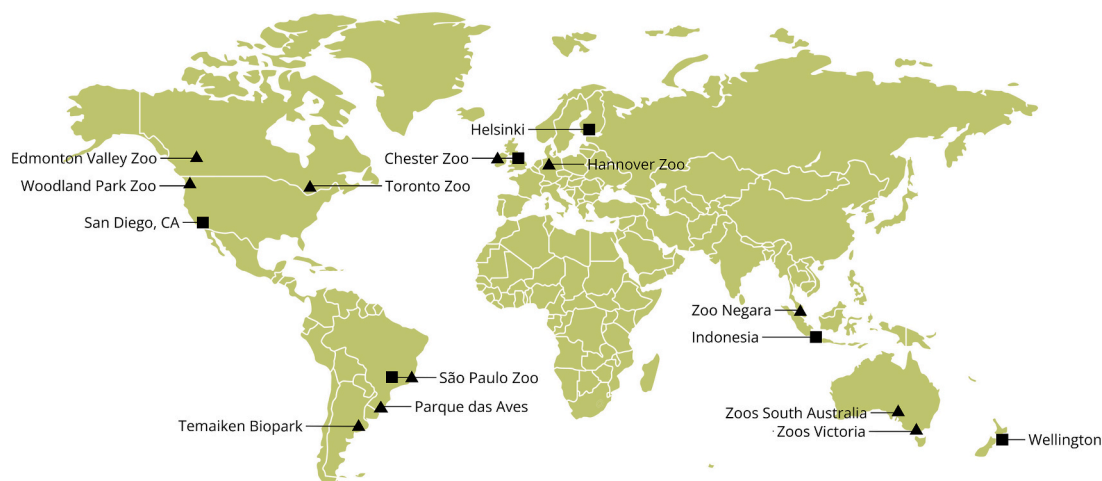 Helsinki
Edmonton Valley Zoo
Chester Zoo
Hannover Zoo
Woodland Park Zoo
Toronto Zoo
San Diego, CA
Zoo Negara
Indonesia
São Paulo Zoo
Parque das Aves
Zoos South Australia
Temaiken Biopark
Zoos Victoria
Wellington